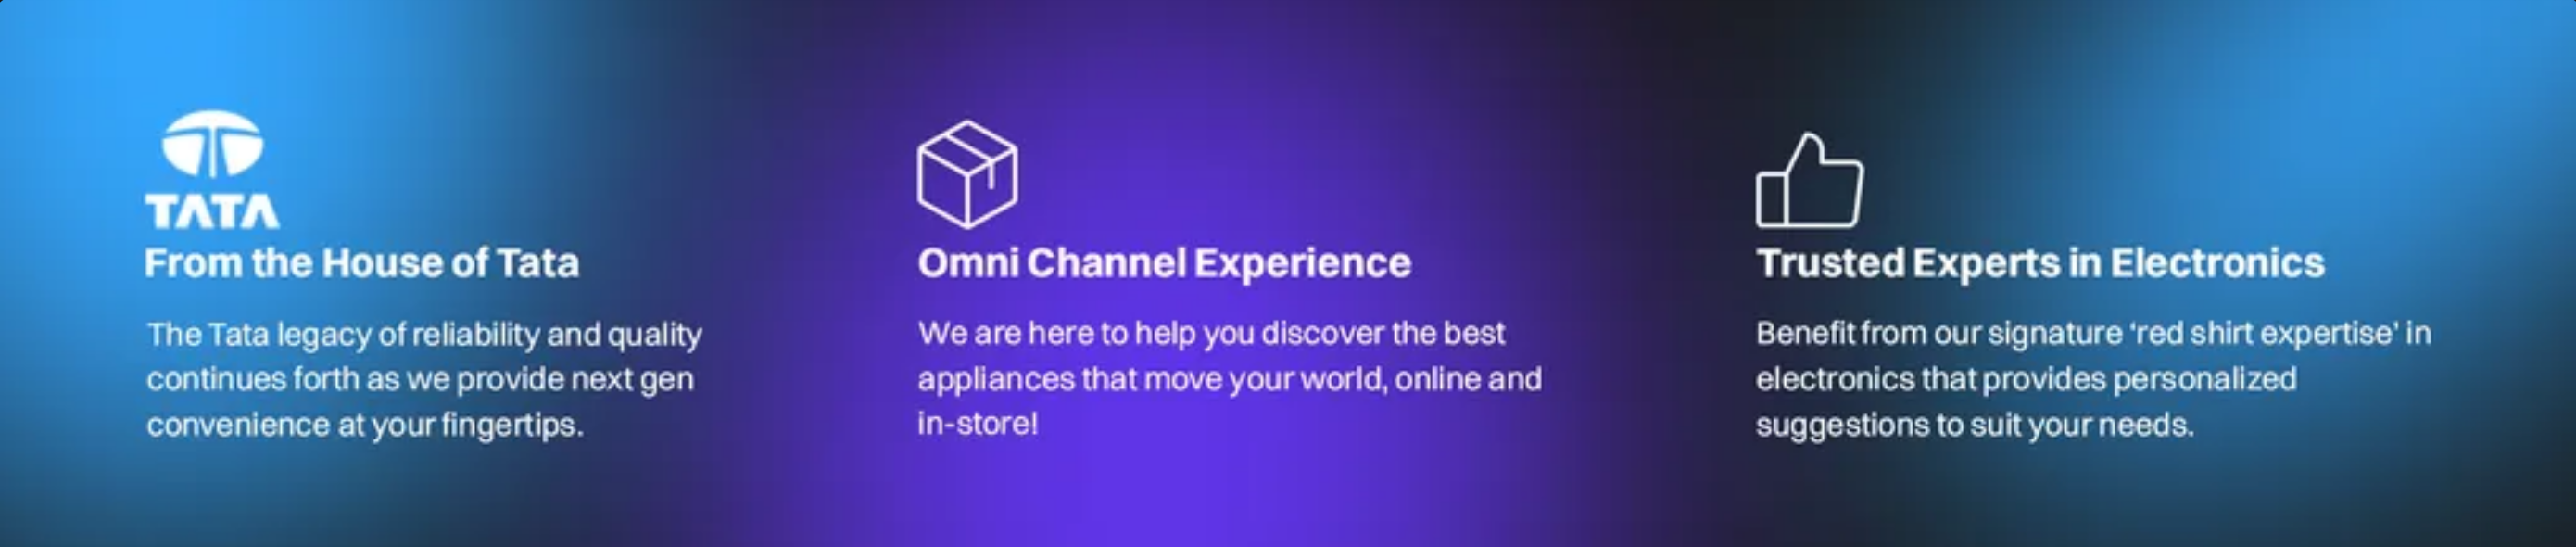 TATA
From the House of Tata
The Tata legacy of reliability and quality
continues forth as we provide next gen
convenience at your fingertips.
Omni Channel Experience
We are here to help you discover the best
appliances that move your world, online and
in-store!
Trusted Experts in Electronics
Benefit from our signature ‘red shirt expertise’ in
electronics that provides personalized
suggestions to suit your needs.